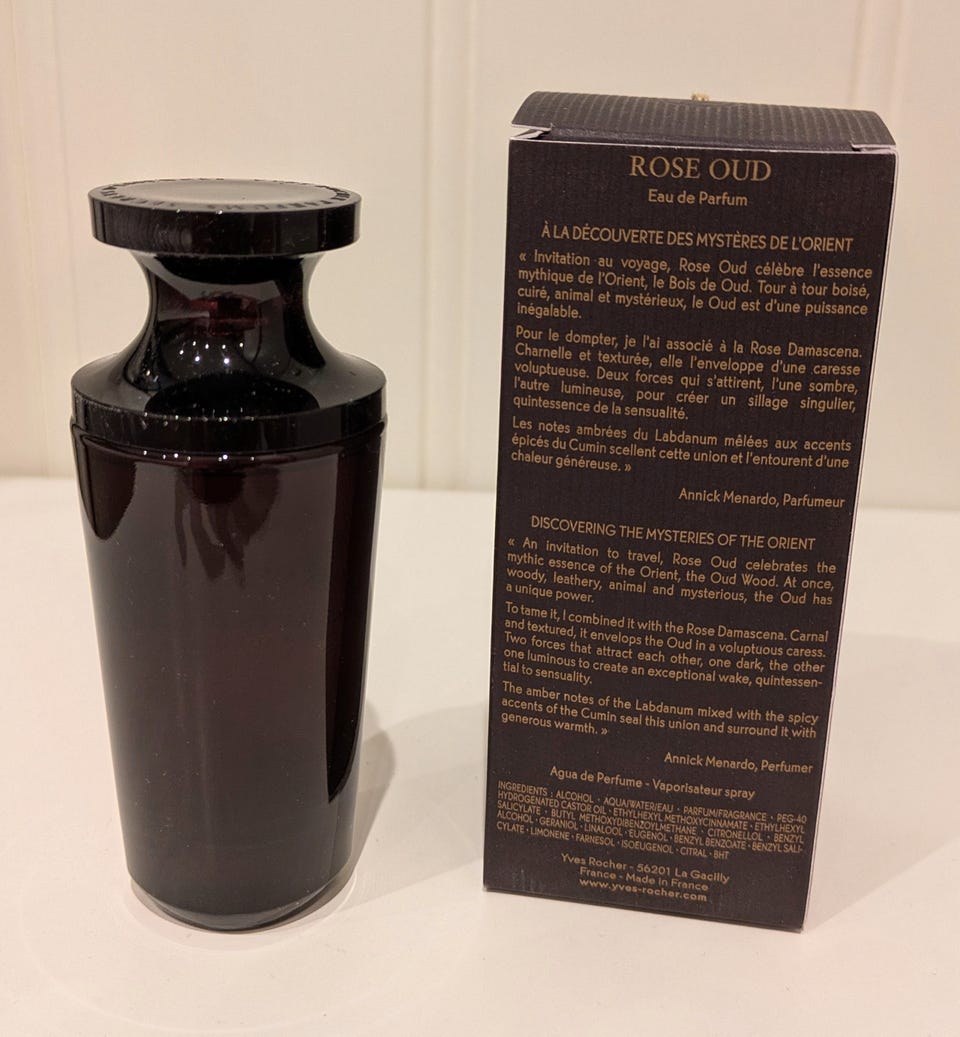 ROSE OUD
Eau de Parfum
À LA DÉCOUVERTE DES MYSTÈRES DE L'ORIENT
« Invitation au voyage, Rose Oud célèbre l'essence
mythique de l'Orient, le Bois de Oud. Tour à tour boisé,
cuiré, animal et mystérieux, le Oud est d'une puissance
inégalable.
Pour le dompter, je l'ai associé à la Rose Damascena.
Charnelle et texturée, elle l'enveloppe d'une caresse
voluptueuse. Deux forces qui s'attirent, l'une sombre,
l'autre lumineuse, pour créer un sillage singulier,
quintessence de la sensualité.
Les notes ambrées du Labdanum mêlées aux accents
épicés du Cumin scellent cette union et l'entourent d'une
chaleur généreuse. »
Annick Menardo, Parfumeur
DISCOVERING THE MYSTERIES OF THE ORIENT
« An invitation to travel, Rose Oud celebrates the
mythic essence of the Orient, the Oud Wood. At once,
woody, leathery, animal and mysterious, the Oud has
a unique power.
To tame it, I combined it with the Rose Damascena. Carnal
and textured, it envelops the Oud in a voluptuous caress.
Two forces that attract each other, one dark, the other
one luminous to create an exceptional wake, quintessen-
tial to sensuality.
The amber notes of the Labdanum mixed with the spicy
accents of the Cumin seal this union and surround it with
generous warmth. »
Annick Menardo, Perfumer
Agua de Perfume - Vaporisateur spray
INGREDIENTS : ALCOHOL · AQUA/WATER/EAU · PARFUM/FRAGRANCE · PEG-40
HYDROGENATED CASTOR OIL · ETHYLHEXYL METHOXYCINNAMATE · ETHYLHEXYL
SALICYLATE · BUTYL METHOXYDIBENZOYLMETHANE · CITRONELLOL · BENZYL
ALCOHOL · GERANIOL · LINALOOL · EUGENOL · BENZYL BENZOATE · BENZYL SALI-
CYLATE · LIMONENE · FARNESOL · ISOEUGENOL · CITRAL · BHT
Yves Rocher - 56201 La Gacilly
France - Made in France
www.yves-rocher.com